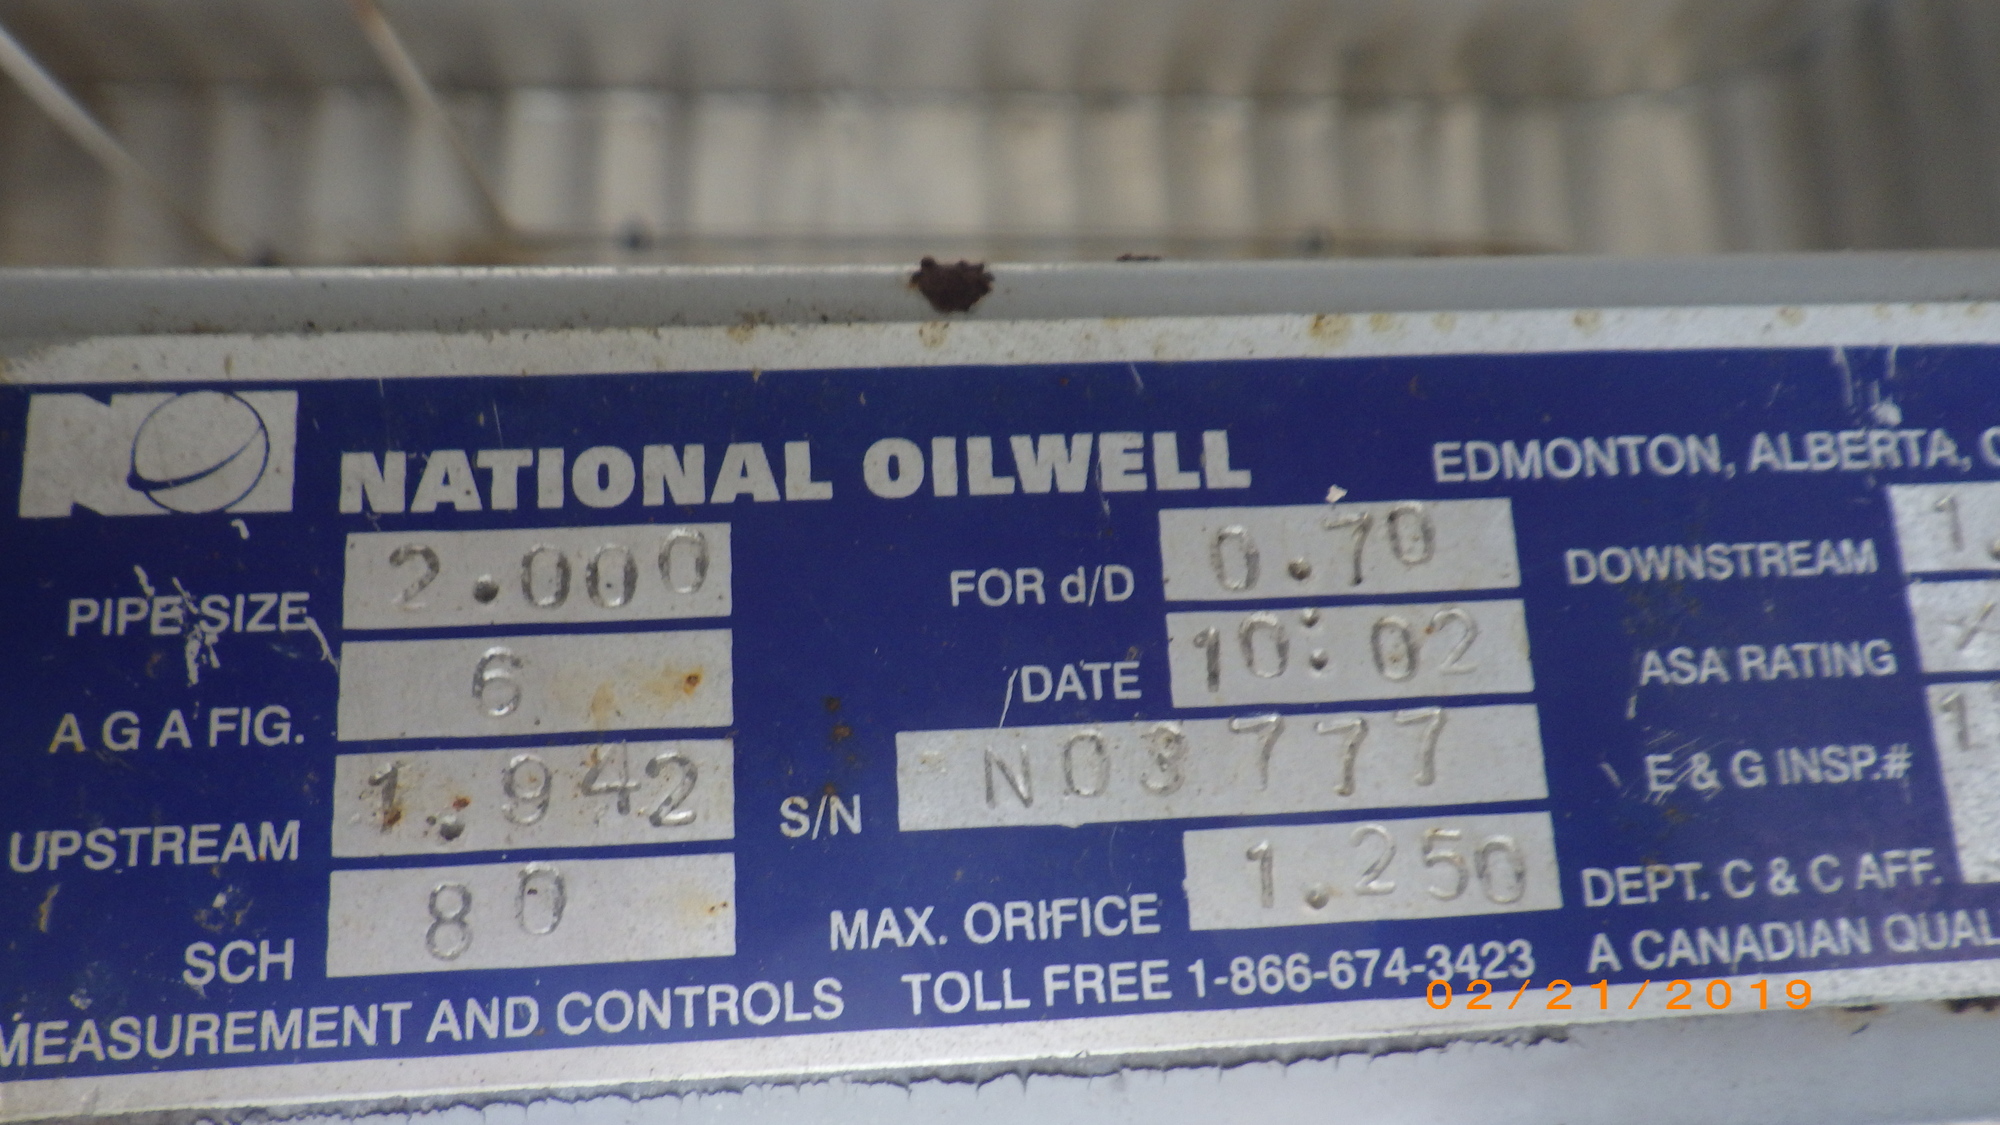 NO
NATIONAL OILWELL EDMONTON, ALBERTA,
PIPE SIZE 2.000 FOR d/D 0.70 DOWNSTREAM 1.
A G A FIG. 6 DATE 10:02 ASA RATING
UPSTREAM 1.942 S/N N03777 E & G INSP.#
SCH 80 MAX. ORIFICE 1.250 DEPT. C & C AFF.
MEASUREMENT AND CONTROLS TOLL FREE 1-866-674-3423 A CANADIAN
02/21/2019